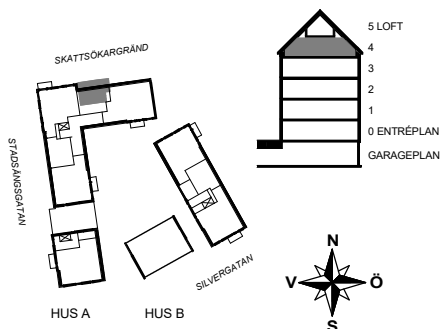 SKATTSÖKARGRÄND
STADSÄNGSGATAN
SILVERGATAN
HUS A
HUS B
5 LOFT
4
3
2
1
0 ENTRÉPLAN
GARAGEPLAN
N
V
Ö
S